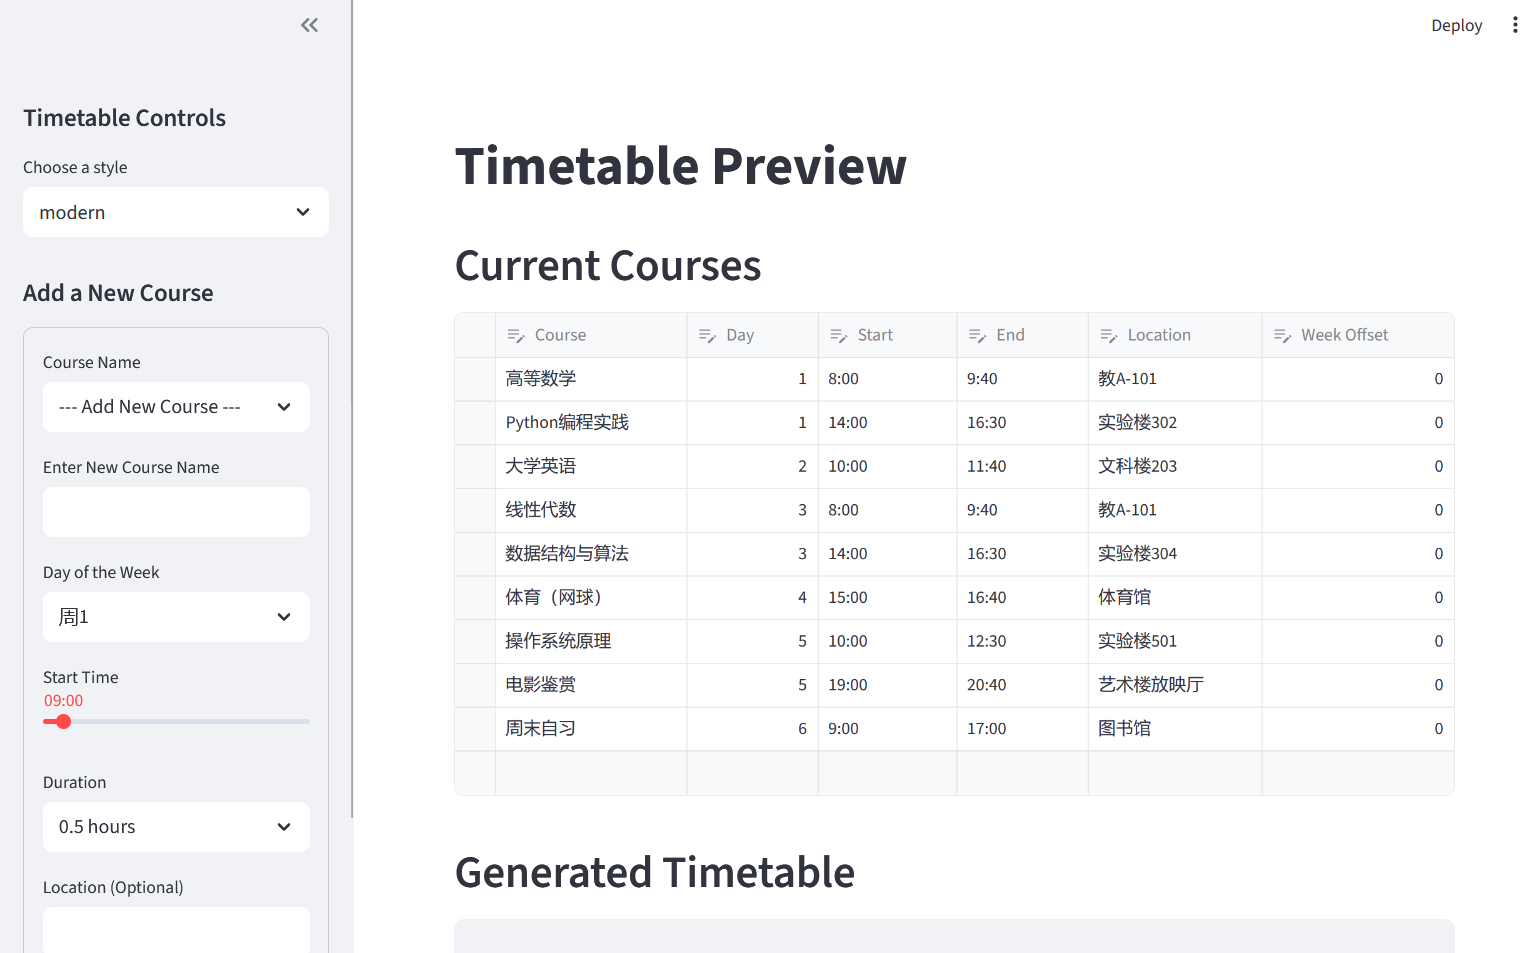 Deploy
Timetable Controls
Choose a style
modern
Add a New Course
Course Name
--- Add New Course ---
Enter New Course Name
Day of the Week
周1
Start Time
09:00
Duration
0.5 hours
Location (Optional)
Timetable Preview
Current Courses
Course Day Start End Location Week Offset
高等数学 1 8:00 9:40 教A-101 0
Python编程实践 1 14:00 16:30 实验楼302 0
大学英语 2 10:00 11:40 文科楼203 0
线性代数 3 8:00 9:40 教A-101 0
数据结构与算法 3 14:00 16:30 实验楼304 0
体育（网球） 4 15:00 16:40 体育馆 0
操作系统原理 5 10:00 12:30 实验楼501 0
电影鉴赏 5 19:00 20:40 艺术楼放映厅 0
周末自习 6 9:00 17:00 图书馆 0
Generated Timetable